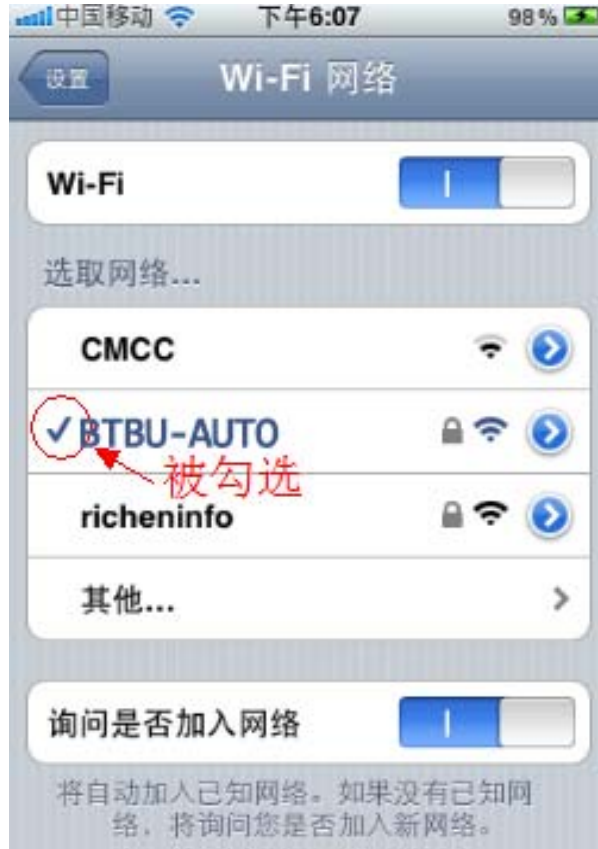 中国移动 下午6:07 98%
设置 Wi-Fi 网络
Wi-Fi
选取网络...
CMCC
BTBU-AUTO
被勾选
richeninfo
其他...
询问是否加入网络
将自动加入已知网络。如果没有已知网
络，将询问您是否加入新网络。